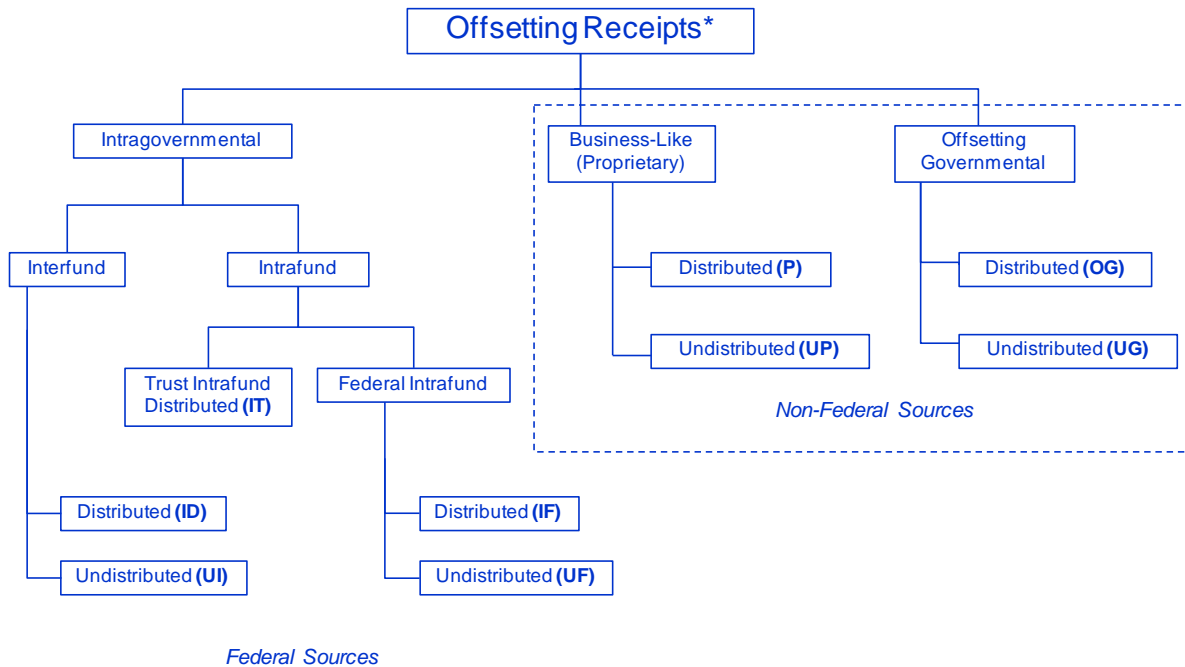 Offsetting Receipts*
Intragovernmental
Business-Like
(Proprietary)
Offsetting
Governmental
Interfund
Intrafund
Distributed (P)
Distributed (OG)
Undistributed (UP)
Undistributed (UG)
Trust Intrafund
Distributed (IT)
Federal Intrafund
Non-Federal Sources
Distributed (ID)
Distributed (IF)
Undistributed (UI)
Undistributed (UF)
Federal Sources